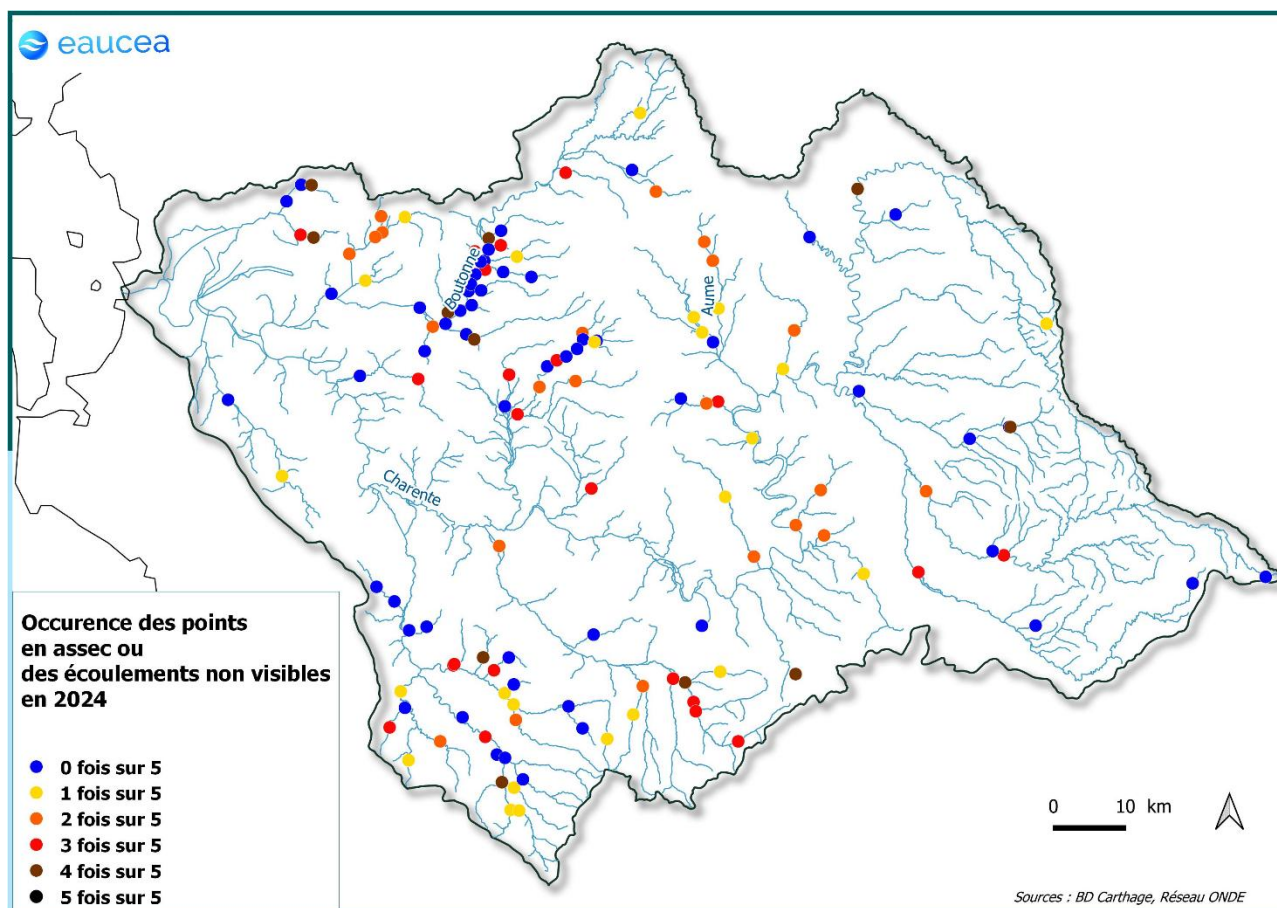 eaucea
Boutonne
Aume
Charente
Occurence des points
en assec ou
des écoulements non visibles
en 2024
0 fois sur 5
1 fois sur 5
2 fois sur 5
3 fois sur 5
4 fois sur 5
5 fois sur 5
0 10 km
Sources : BD Carthage, Réseau ONDE